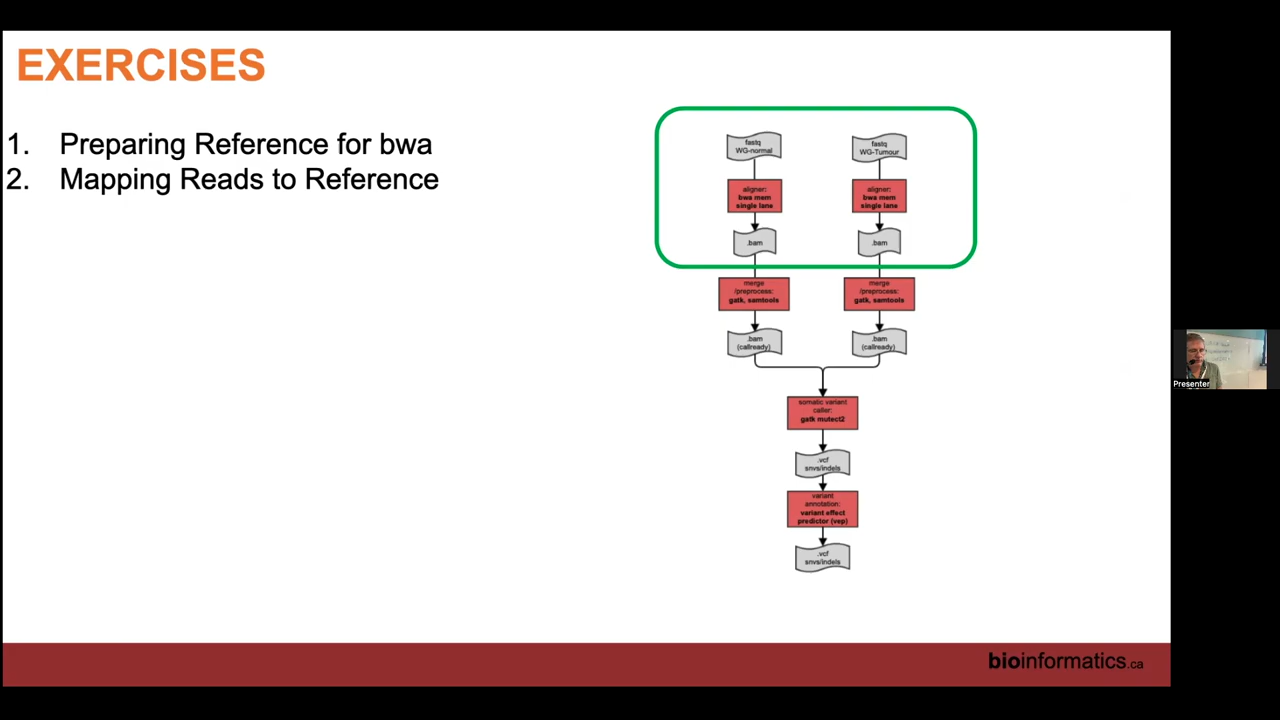 EXERCISES
1. Preparing Reference for bwa
2. Mapping Reads to Reference
fastq
WG-normal
fastq
WG-Tumour
aligner:
bwa mem
single lane
aligner:
bwa mem
single lane
.bam
.bam
merge
/preprocess:
gatk, samtools
merge
/preprocess:
gatk, samtools
.bam
(callready)
.bam
(callready)
somatic variant
caller:
gatk mutect2
.vcf
snvs/indels
variant
annotation:
variant effect
predictor (vep)
.vcf
snvs/indels
Presenter
bioinformatics.ca